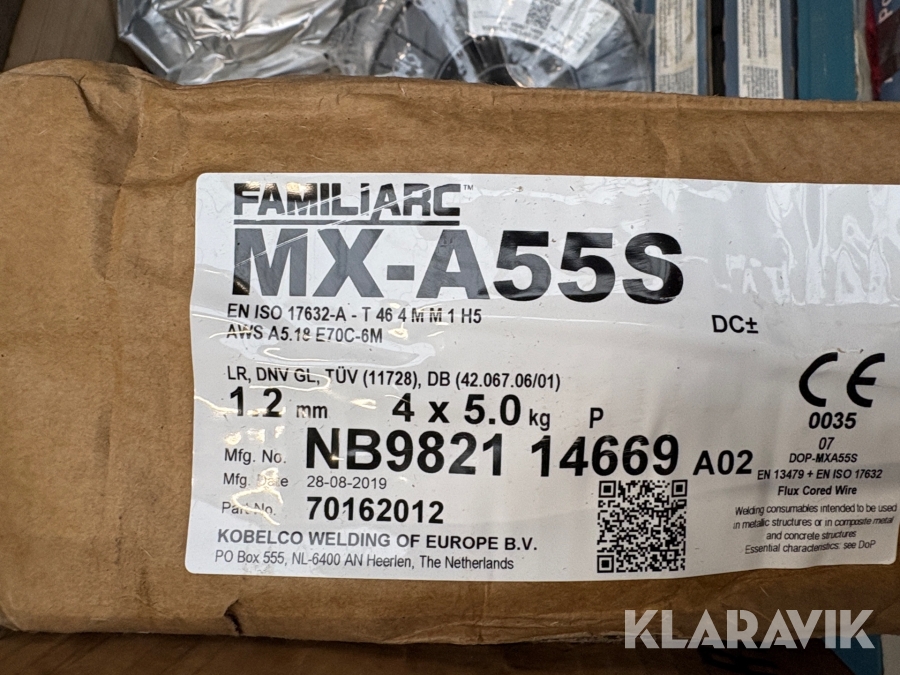 FAMILIARC™
MX-A55S
EN ISO 17632-A - T 46 4 M M 1 H5
AWS A5.18 E70C-6M
DC±
LR, DNV GL, TÜV (11728), DB (42.067.06/01)
1.2 mm 4 x 5.0 kg P
Mfg. No. NB9821 14669 A02
Mfg. Date 28-08-2019
Part No. 70162012
KOBELCO WELDING OF EUROPE B.V.
PO Box 555, NL-6400 AN Heerlen, The Netherlands
CE
0035
07
DOP-MXA55S
EN 13479 + EN ISO 17632
Flux Cored Wire
Welding consumables intended to be used
in metallic structures or in composite metal
and concrete structures
Essential characteristics: see DoP
KLARAVIK